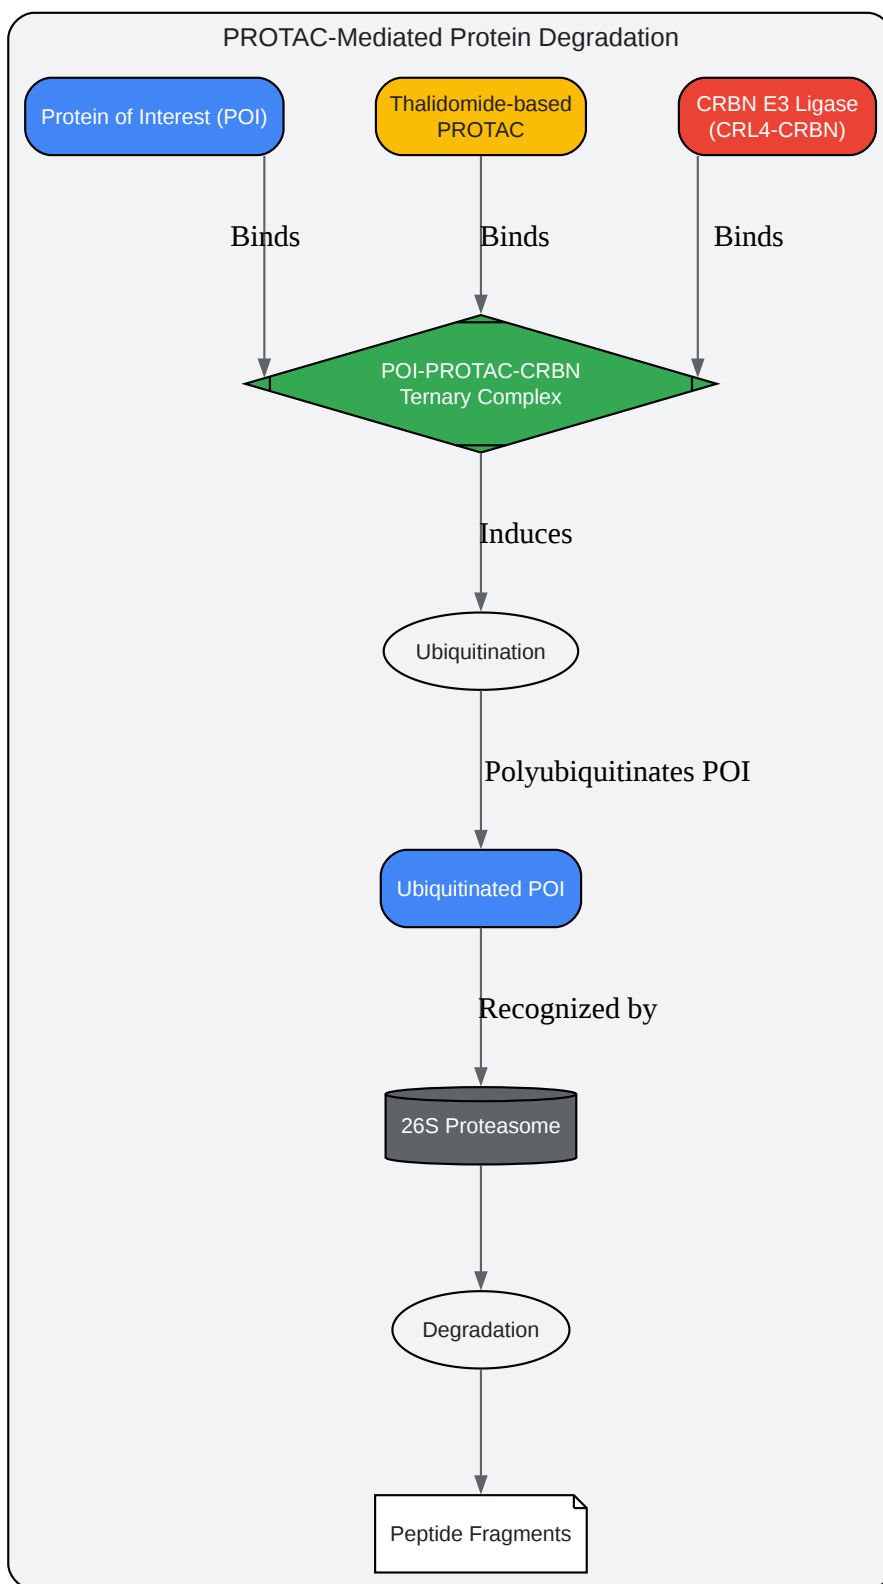 PROTAC-Mediated Protein Degradation
Protein of Interest (POI)
Thalidomide-based
PROTAC
CRBN E3 Ligase
(CRL4-CRBN)
Binds
Binds
Binds
POI-PROTAC-CRBN
Ternary Complex
Induces
Ubiquitination
Polyubiquitinates POI
Ubiquitinated POI
Recognized by
26S Proteasome
Degradation
Peptide Fragments